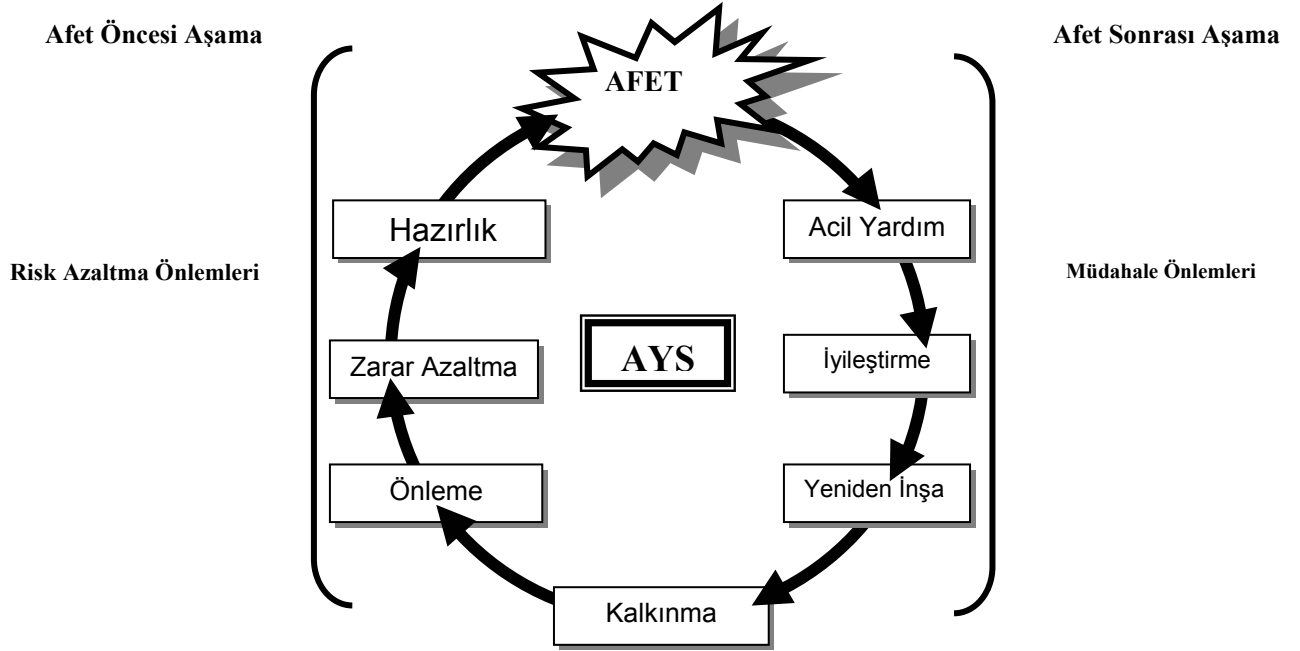 Afet Öncesi Aşama
Afet Sonrası Aşama
AFET
Hazırlık
Acil Yardım
Risk Azaltma Önlemleri
Müdahale Önlemleri
Zarar Azaltma
AYS
İyileştirme
Önleme
Yeniden İnşa
Kalkınma